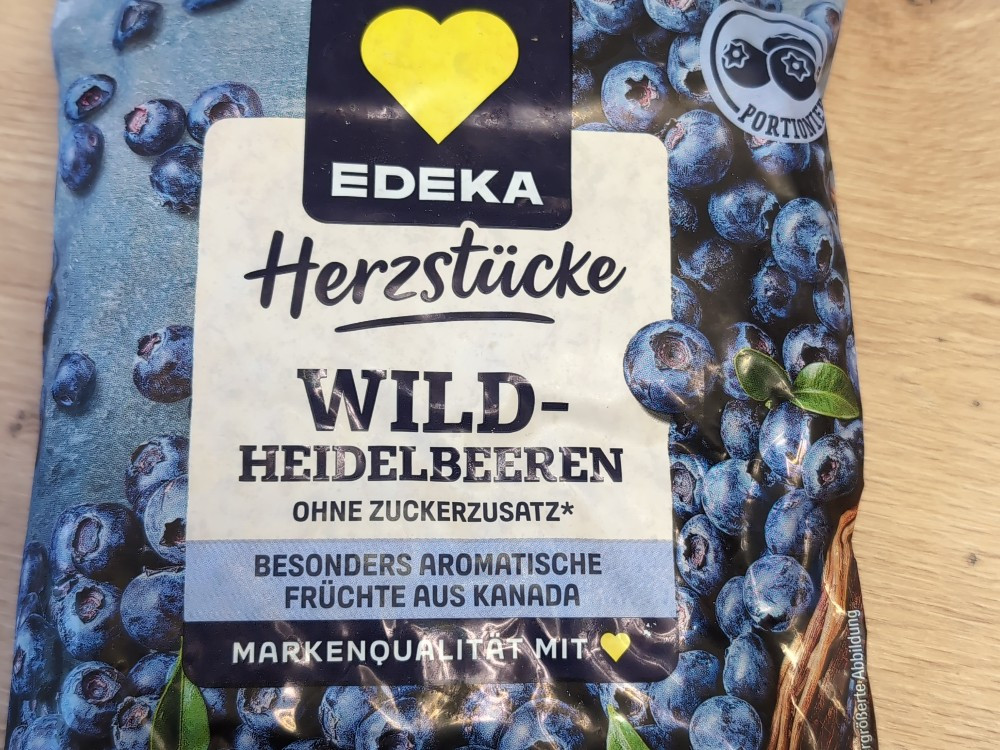 EDEKA
Herzstücke
WILD-
HEIDELBEEREN
OHNE ZUCKERZUSATZ*
BESONDERS AROMATISCHE
FRÜCHTE AUS KANADA
MARKENQUALITÄT MIT